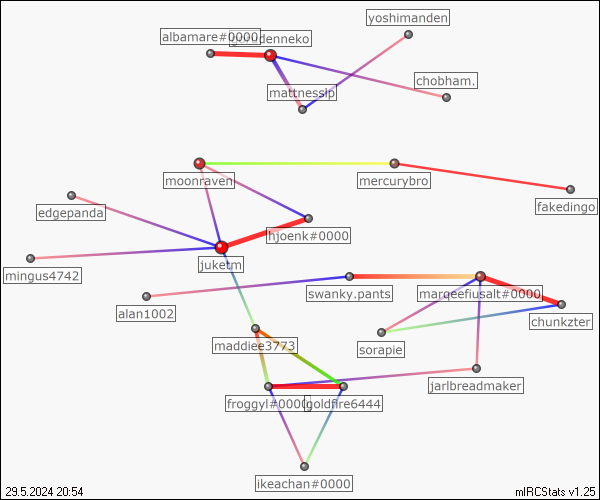 yoshimanden
albamare#0000
denneko
chobham.
mattnesslp
moonraven
mercurybro
edgepanda
fakedingo
hjoenk#0000
juketm
mingus4742
swanky.pants
marqeefiusalt#0000
alan1002
chunkzter
maddiee3773
sorapie
jarlbreadmaker
froggyl#0000
goldfire6444
ikeachan#0000
29.5.2024 20:54
mIRCStats v1.25